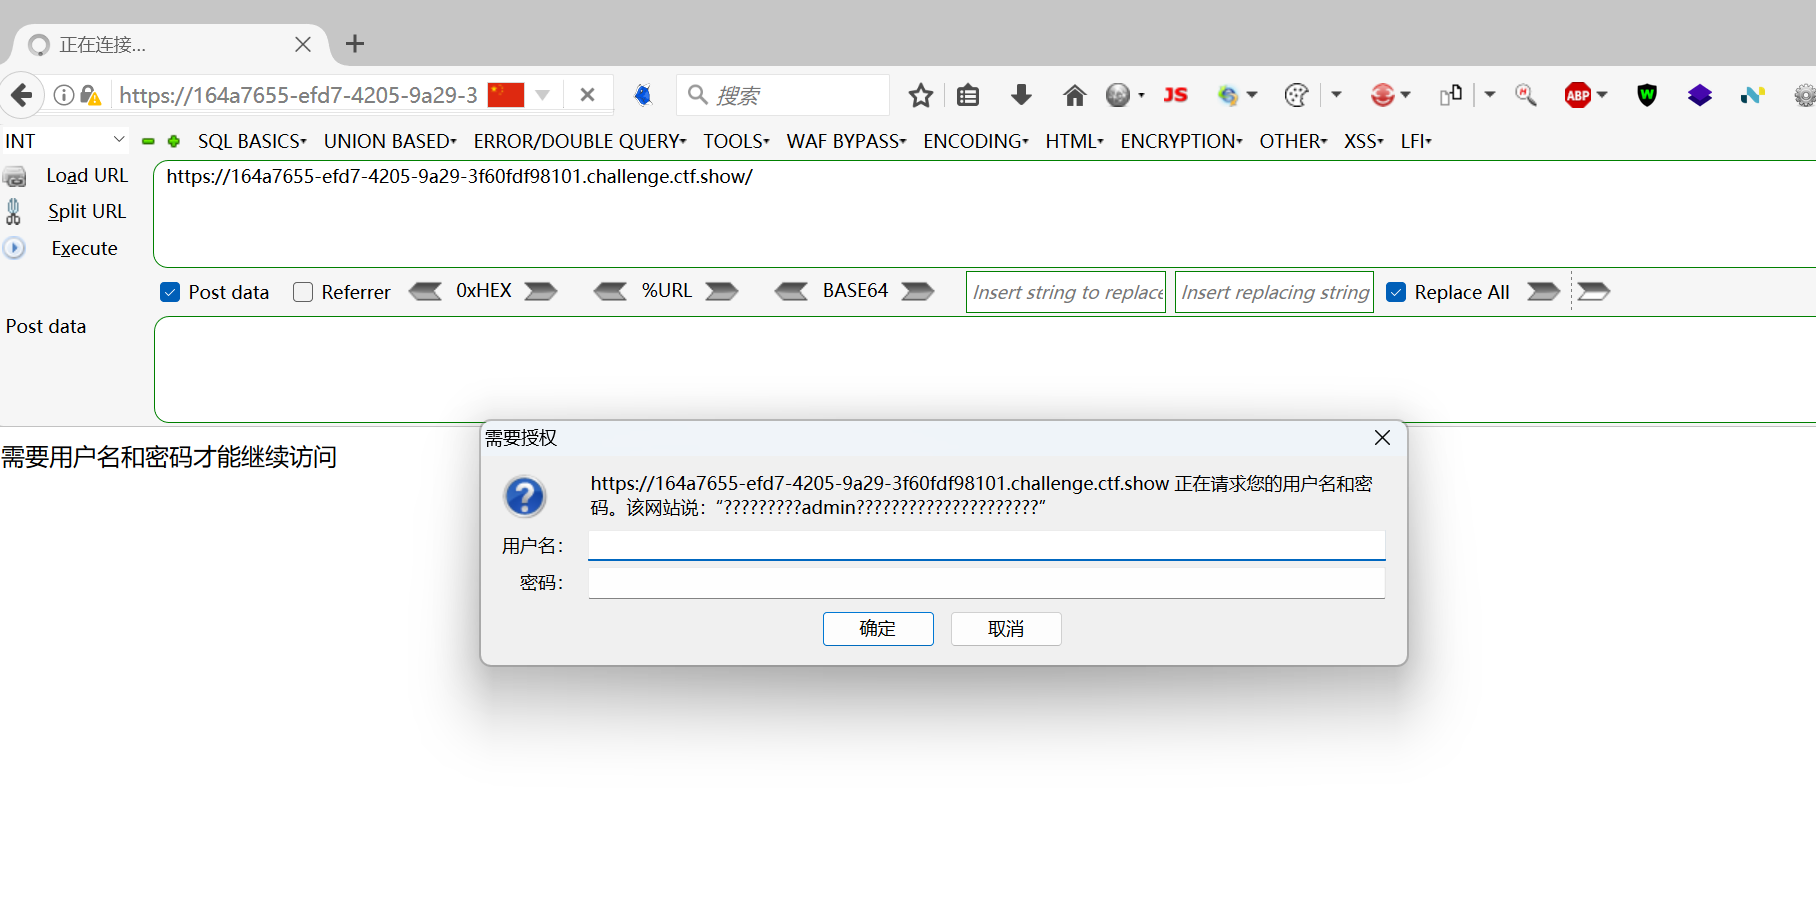 正在连接...
https://164a7655-efd7-4205-9a29-3
搜索
JS
ABP
W
INT
SQL BASICS UNION BASED ERROR/DOUBLE QUERY TOOLS WAF BYPASS ENCODING HTML ENCRYPTION OTHER XSS LFI
Load URL
https://164a7655-efd7-4205-9a29-3f60fdf98101.challenge.ctf.show/
Split URL
Execute
Post data Referrer 0xHEX %URL BASE64 Insert string to replace Insert replacing string Replace All
Post data
需要用户名和密码才能继续访问
需要授权
https://164a7655-efd7-4205-9a29-3f60fdf98101.challenge.ctf.show 正在请求您的用户名和密
码。该网站说：“?????????admin?????????????????????”
用户名：
密码：
确定 取消